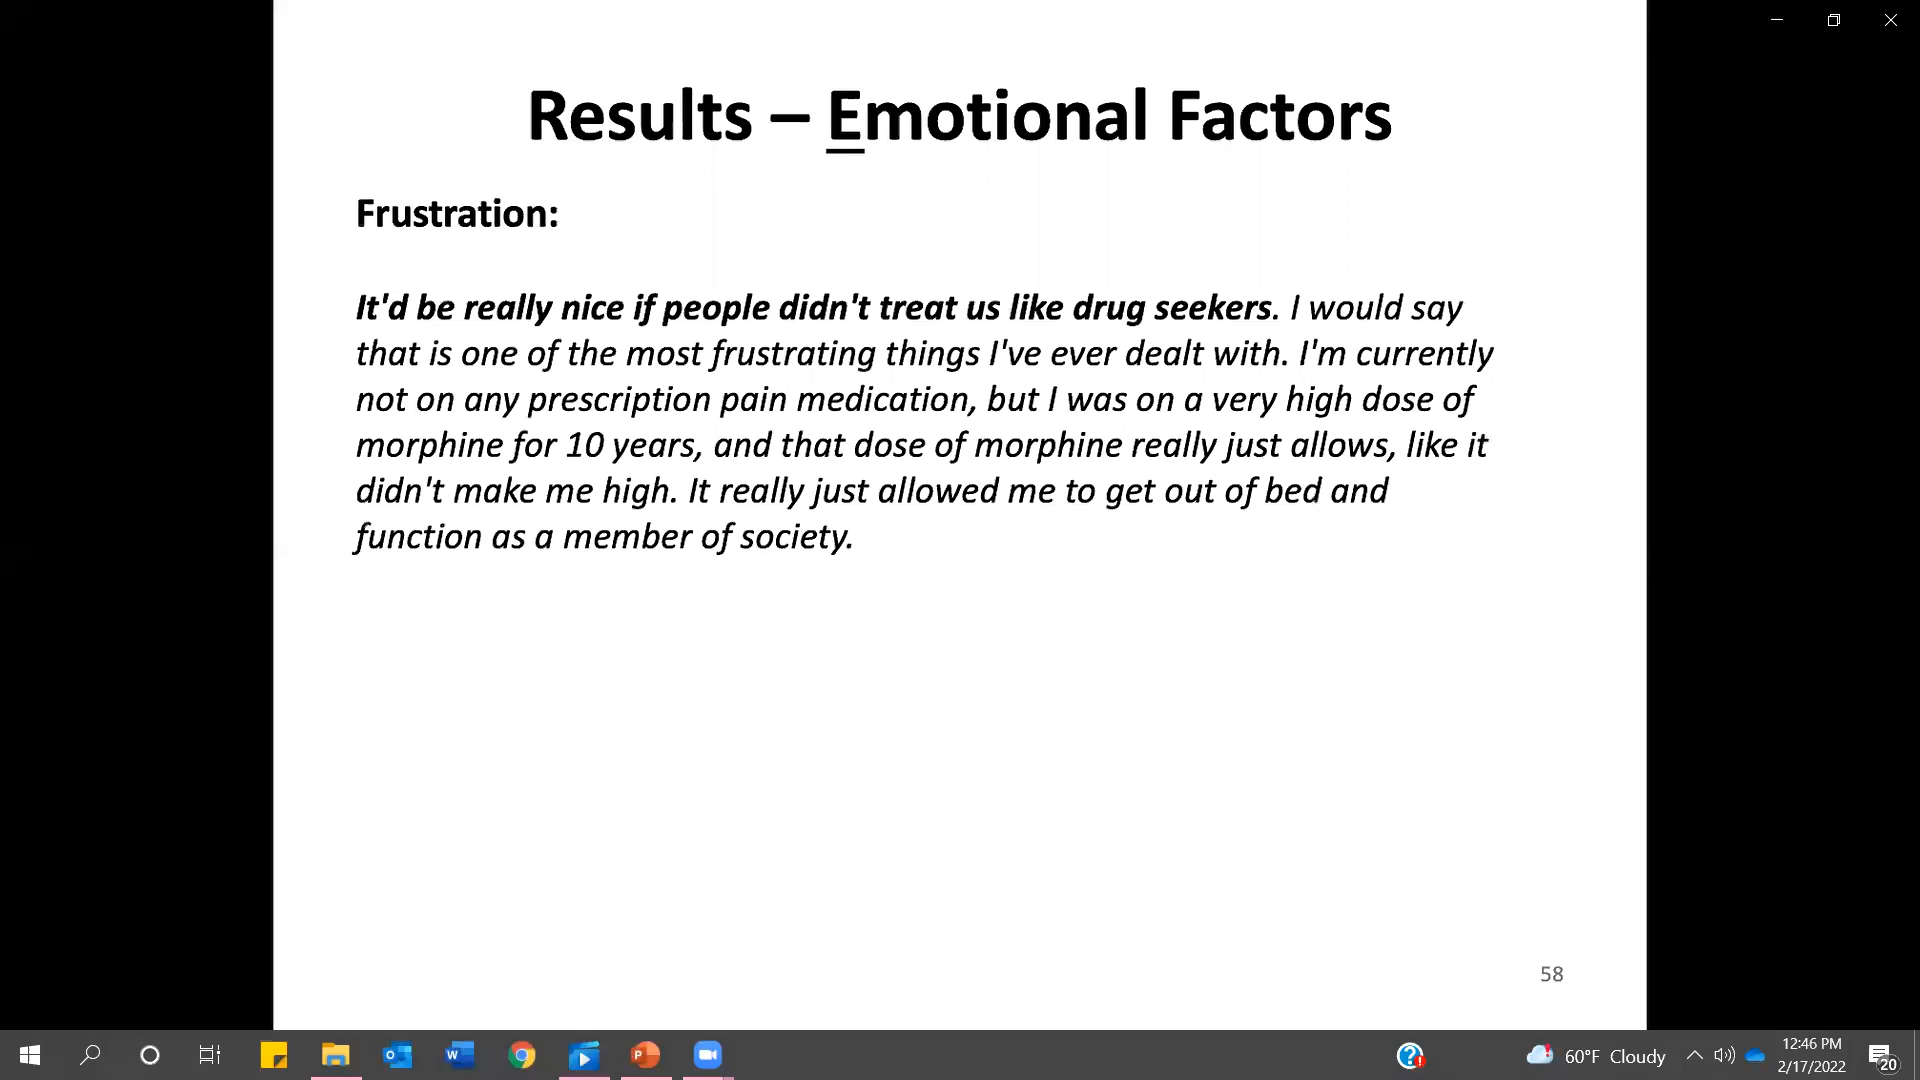 Results – Emotional Factors
Frustration:
It'd be really nice if people didn't treat us like drug seekers. I would say
that is one of the most frustrating things I've ever dealt with. I'm currently
not on any prescription pain medication, but I was on a very high dose of
morphine for 10 years, and that dose of morphine really just allows, like it
didn't make me high. It really just allowed me to get out of bed and
function as a member of society.
58
60°F Cloudy
12:46 PM
2/17/2022
20